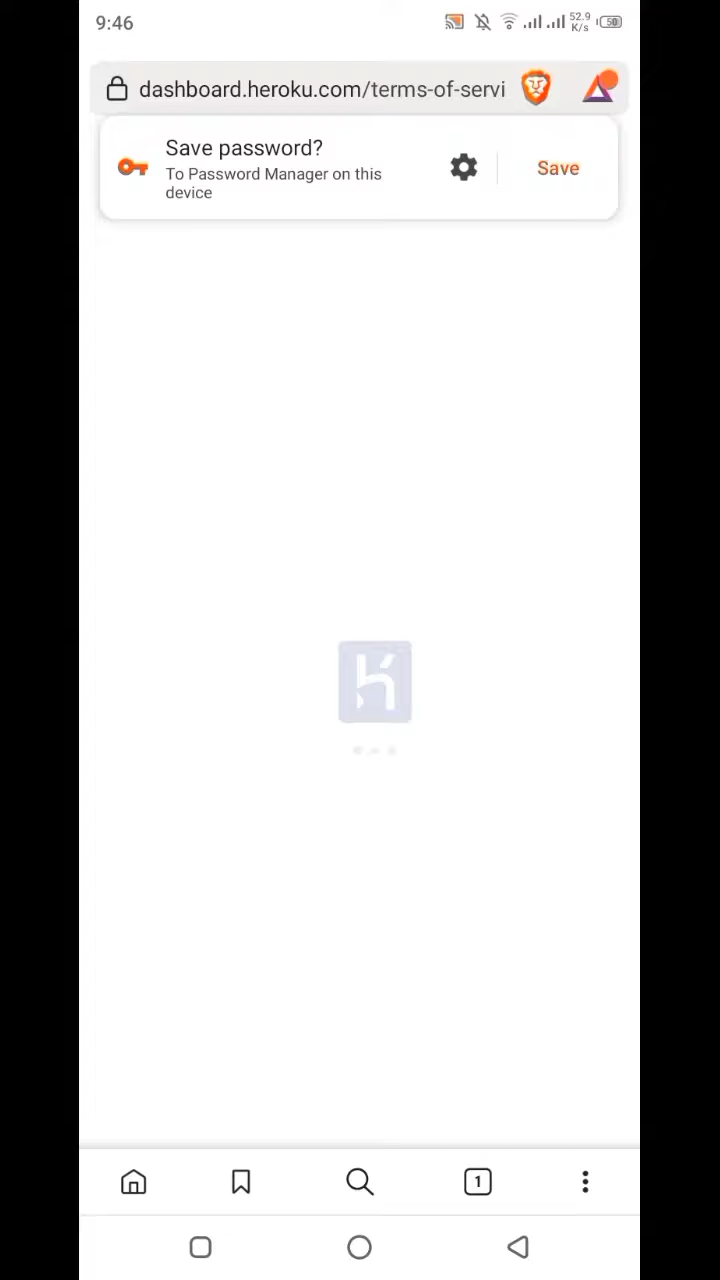 9:46
52.9
K/s
50
dashboard.heroku.com/terms-of-servi
Save password?
To Password Manager on this
device
Save
1